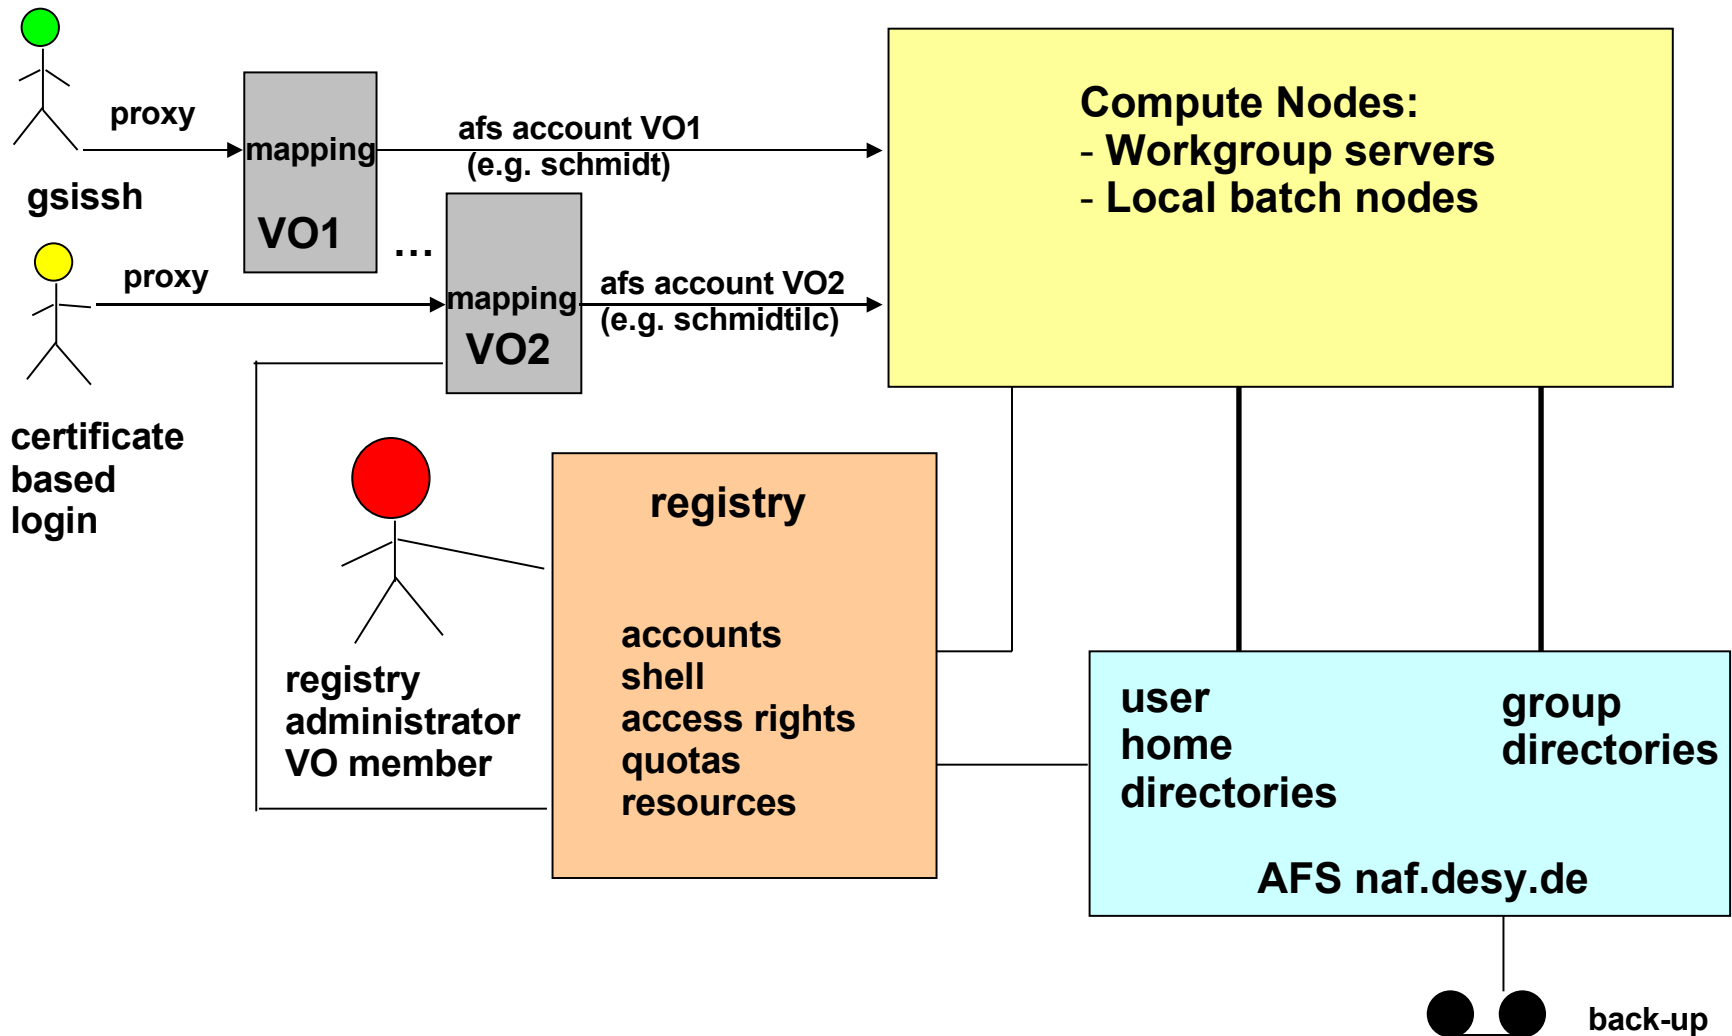 proxy
mapping
VO1
gsissh
afs account VO1
(e.g. schmidt)
...
proxy
mapping
VO2
afs account VO2
(e.g. schmidtilc)
certificate
based
login
Compute Nodes:
- Workgroup servers
- Local batch nodes
registry
administrator
VO member
registry
accounts
shell
access rights
quotas
resources
user
home
directories
group
directories
AFS naf.desy.de
back-up